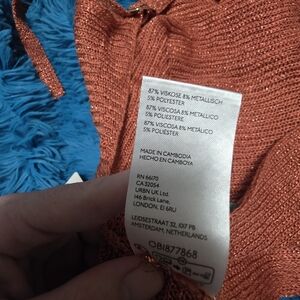 87% VISKOSE 8% METALLISCH
5% POLYESTER
87% VISCOSA 8% METALLICO
5% POLIESTERE
87% VISCOSA 8% METÁLICO
5% POLIÉSTER
MADE IN CAMBODIA
HECHO EN CAMBOYA
RN 66170
CA 32054
URBN UK Ltd.
146 Brick Lane,
LONDON, E1 6RU
LEIDSESTRAAT 32, 1017 PB
AMSTERDAM, NETHERLANDS
OB1877868